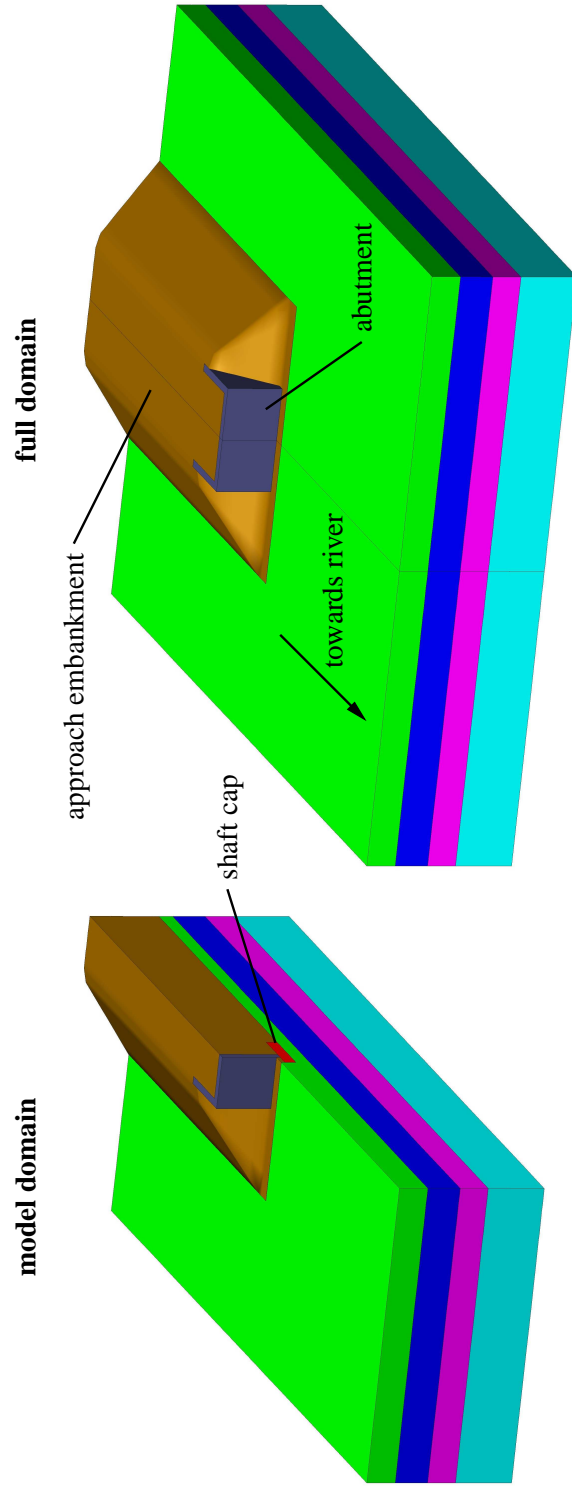 model domain
full domain
approach embankment
shaft cap
towards river
abutment